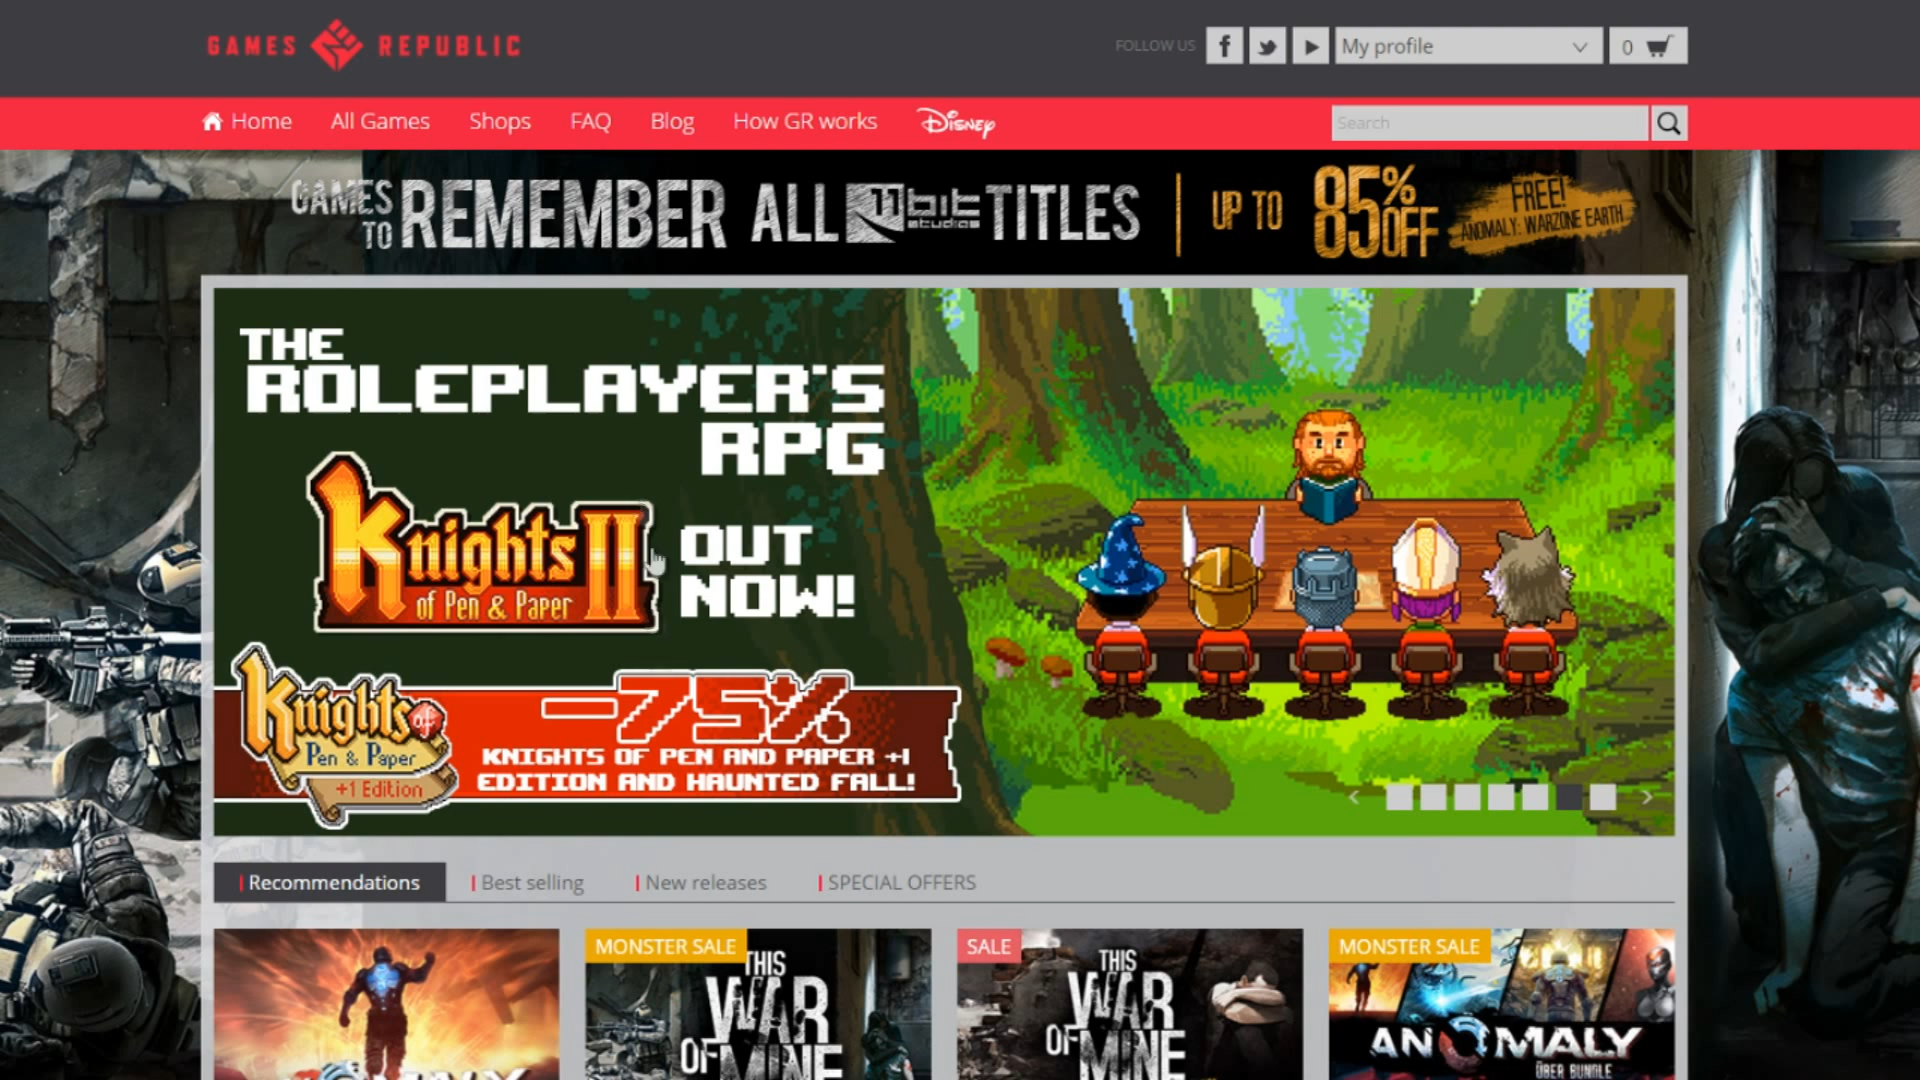 GAMES REPUBLIC
FOLLOW US
My profile
0
Home All Games Shops FAQ Blog How GR works Disney
Search
GAMES TO REMEMBER ALL 11 bit studios TITLES UP TO 85% OFF FREE! ANOMALY: WARZONE EARTH
THE
ROLEPLAYER'S
RPG
Knights II
of Pen & Paper
OUT
NOW!
Knights of
Pen & Paper
+1 Edition
-75%
KNIGHTS OF PEN AND PAPER +1
EDITION AND HAUNTED FALL!
Recommendations Best selling New releases SPECIAL OFFERS
MONSTER SALE
THIS
WAR
OF MINE
SALE
THIS
WAR
OF MINE
MONSTER SALE
ANOMALY
ÜBER BUNDLE